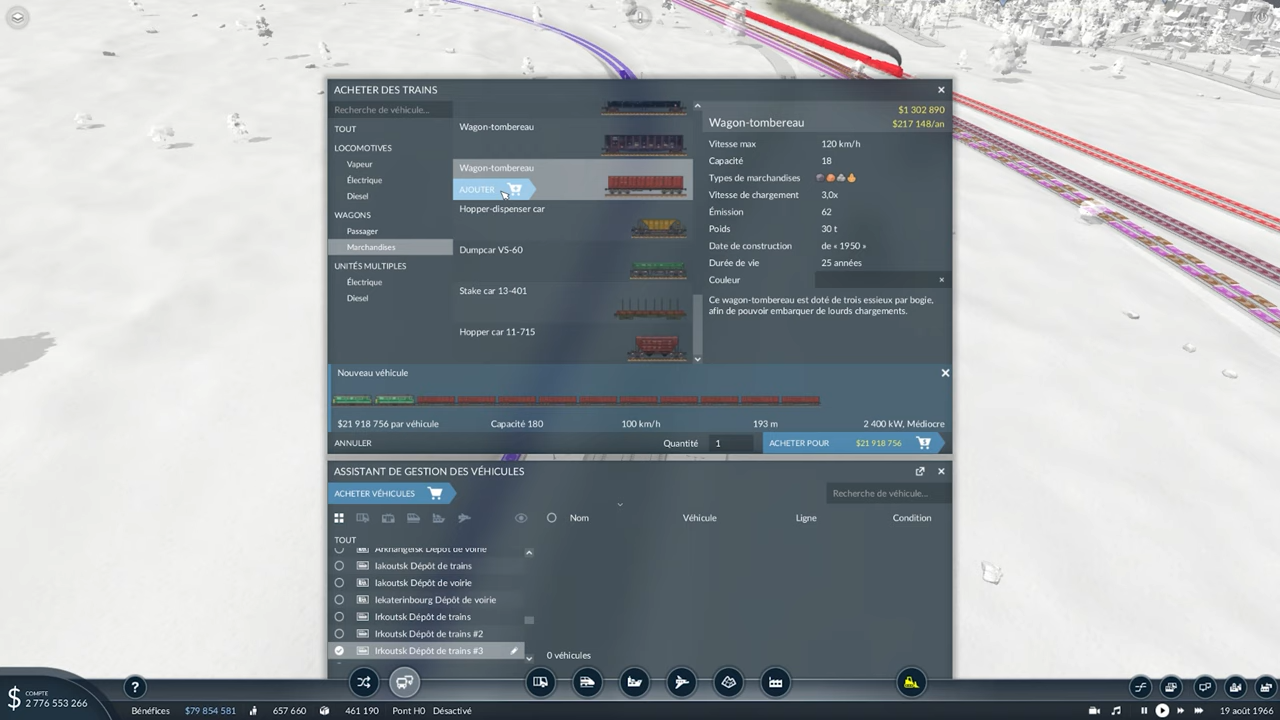 ACHETER DES TRAINS
Recherche de véhicule...
TOUT
LOCOMOTIVES
Vapeur
Électrique
Diesel
WAGONS
Passager
Marchandises
UNITÉS MULTIPLES
Électrique
Diesel
Wagon-tombereau
Wagon-tombereau
AJOUTER
Hopper-dispenser car
Dumpcar VS-60
Stake car 13-401
Hopper car 11-715
$1 302 890
Wagon-tombereau $217 148/an
Vitesse max 120 km/h
Capacité 18
Types de marchandises
Vitesse de chargement 3,0x
Émission 62
Poids 30 t
Date de construction de « 1950 »
Durée de vie 25 années
Couleur
Ce wagon-tombereau est doté de trois essieux par bogie,
afin de pouvoir embarquer de lourds chargements.
Nouveau véhicule
$21 918 756 par véhicule Capacité 180 100 km/h 193 m 2 400 kW, Médiocre
ANNULER Quantité 1 ACHETER POUR $21 918 756
ASSISTANT DE GESTION DES VÉHICULES
ACHETER VÉHICULES Recherche de véhicule...
Nom Véhicule Ligne Condition
TOUT
Arkhangelsk Dépôt de voirie
Iakoutsk Dépôt de trains
Iakoutsk Dépôt de voirie
Iekaterinbourg Dépôt de voirie
Irkoutsk Dépôt de trains
Irkoutsk Dépôt de trains #2
Irkoutsk Dépôt de trains #3 0 véhicules
COMPTE
$ 2 776 553 266
?
Bénéfices $79 854 581 657 660 461 190 Pont H0 Désactivé 19 août 1966